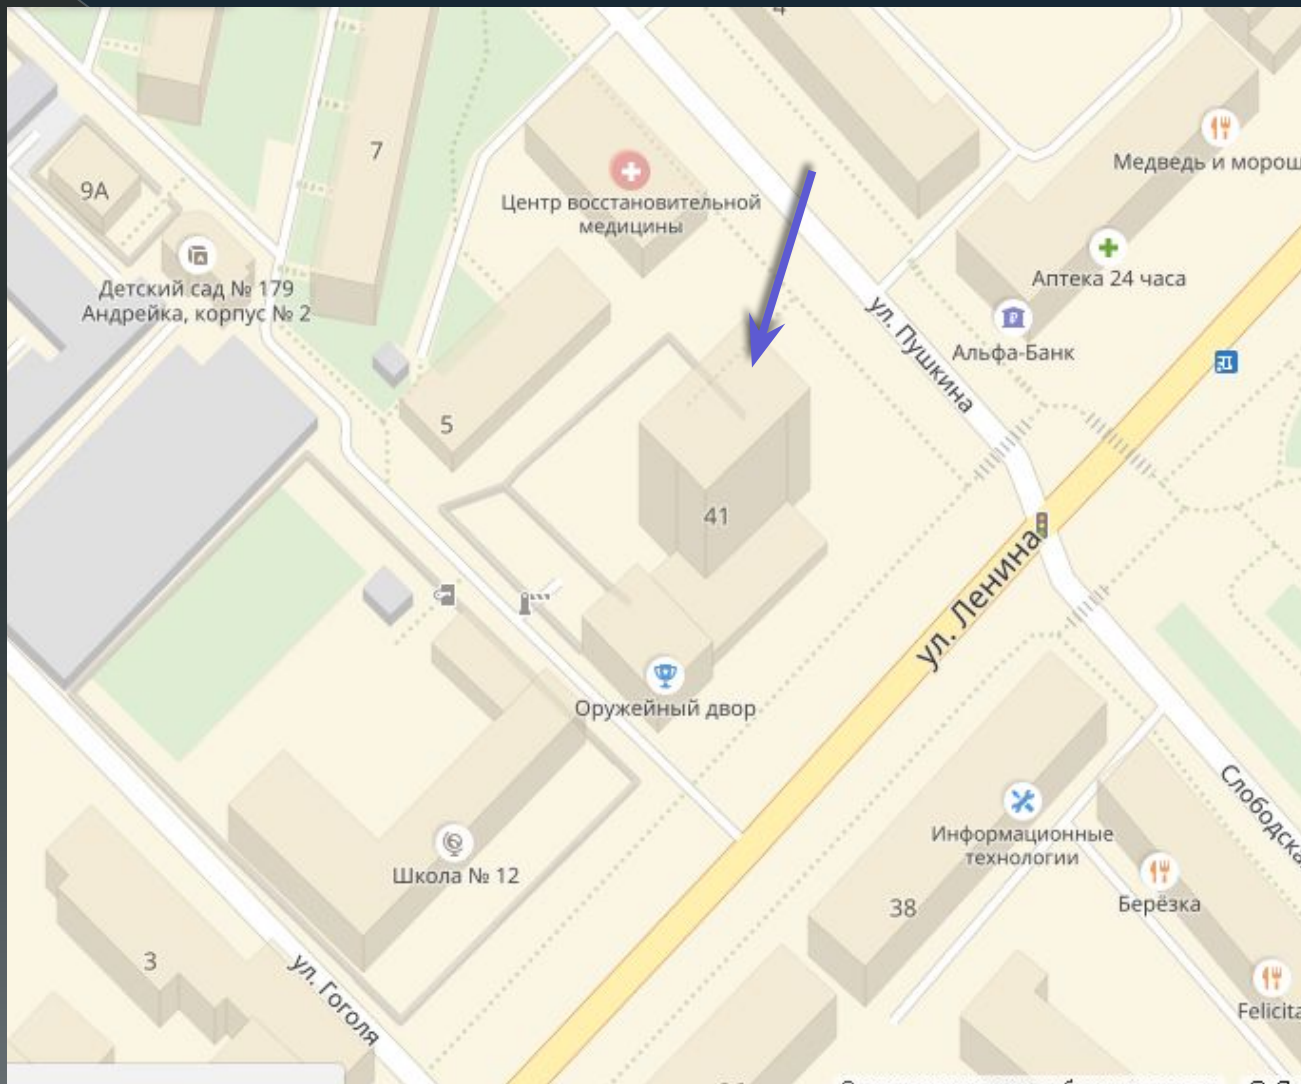 4
7
Медведь и морош
9А
Центр восстановительной
медицины
Аптека 24 часа
Детский сад № 179
Андрейка, корпус № 2
ул. Пушкина
Альфа-Банк
5
41
ул. Ленина
Оружейный двор
Слободска
Информационные
технологии
Школа № 12
Берёзка
38
3
ул. Гоголя
Felicita